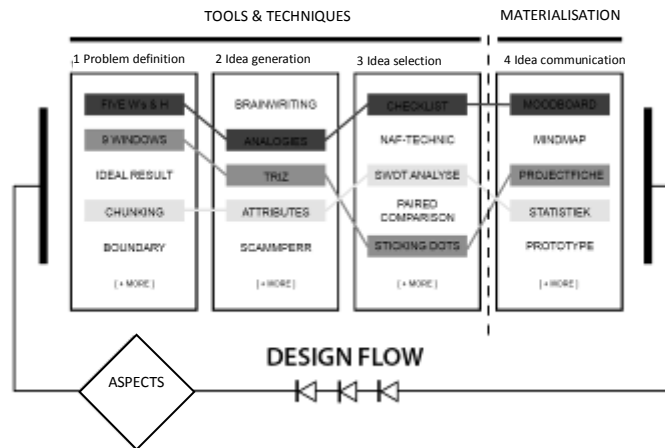 TOOLS & TECHNIQUES
MATERIALISATION
1 Problem definition
2 Idea generation
3 Idea selection
4 Idea communication
FIVE W's & H
9 WINDOWS
IDEAL RESULT
CHUNKING
BOUNDARY
[ + MORE ]
BRAINWRITING
ANALOGIES
TRIZ
ATTRIBUTES
SCAMMPERR
[ + MORE ]
CHECKLIST
NAF-TECHNIC
SWOT ANALYSE
PAIRED
COMPARISON
STICKING DOTS
[ + MORE ]
MOODBOARD
MINDMAP
PROJECTFICHE
STATISTIEK
PROTOTYPE
[ + MORE ]
DESIGN FLOW
ASPECTS